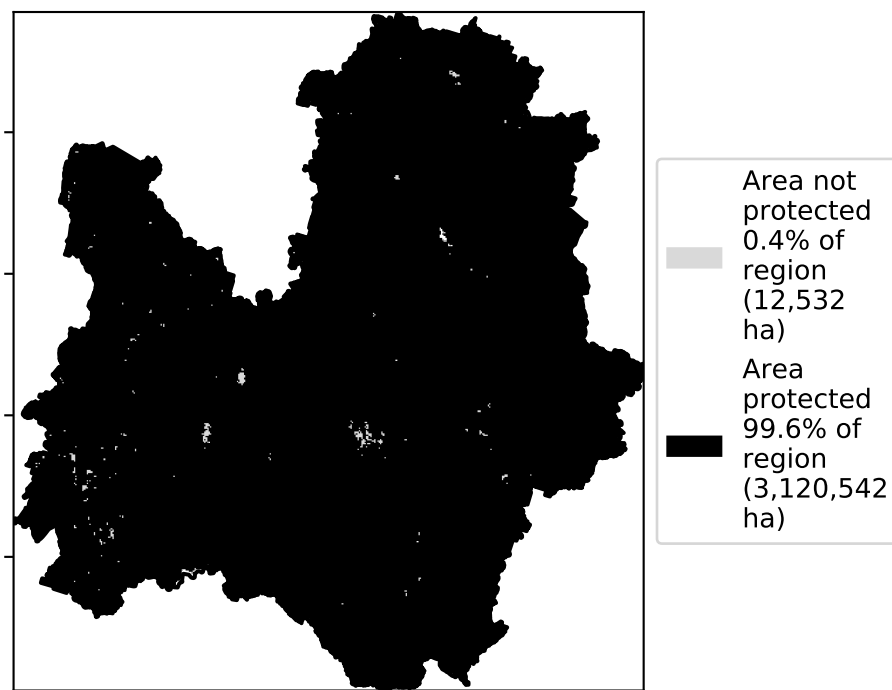 Area not
protected
0.4% of
region
(12,532
ha)
Area
protected
99.6% of
region
(3,120,542
ha)